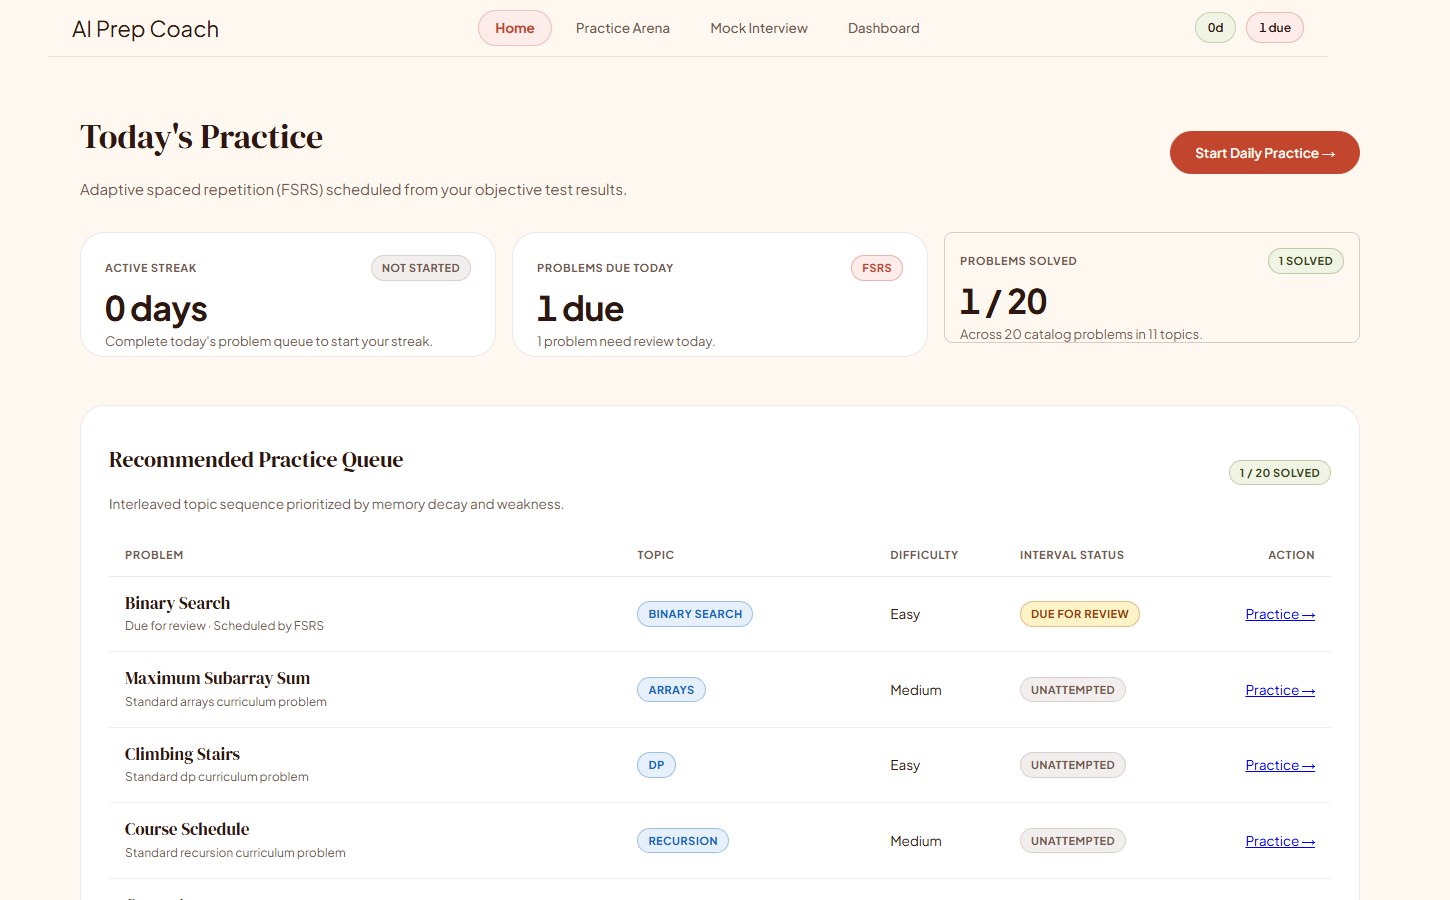 AI Prep Coach
Home
Practice Arena
Mock Interview
Dashboard
0d
1 due
Today's Practice
Adaptive spaced repetition (FSRS) scheduled from your objective test results.
Start Daily Practice →
ACTIVE STREAK
NOT STARTED
0 days
Complete today's problem queue to start your streak.
PROBLEMS DUE TODAY
FSRS
1 due
1 problem need review today.
PROBLEMS SOLVED
1 SOLVED
1 / 20
Across 20 catalog problems in 11 topics.
Recommended Practice Queue
1 / 20 SOLVED
Interleaved topic sequence prioritized by memory decay and weakness.
PROBLEM TOPIC DIFFICULTY INTERVAL STATUS ACTION
Binary Search
Due for review · Scheduled by FSRS
BINARY SEARCH
Easy
DUE FOR REVIEW
Practice →
Maximum Subarray Sum
Standard arrays curriculum problem
ARRAYS
Medium
UNATTEMPTED
Practice →
Climbing Stairs
Standard dp curriculum problem
DP
Easy
UNATTEMPTED
Practice →
Course Schedule
Standard recursion curriculum problem
RECURSION
Medium
UNATTEMPTED
Practice →